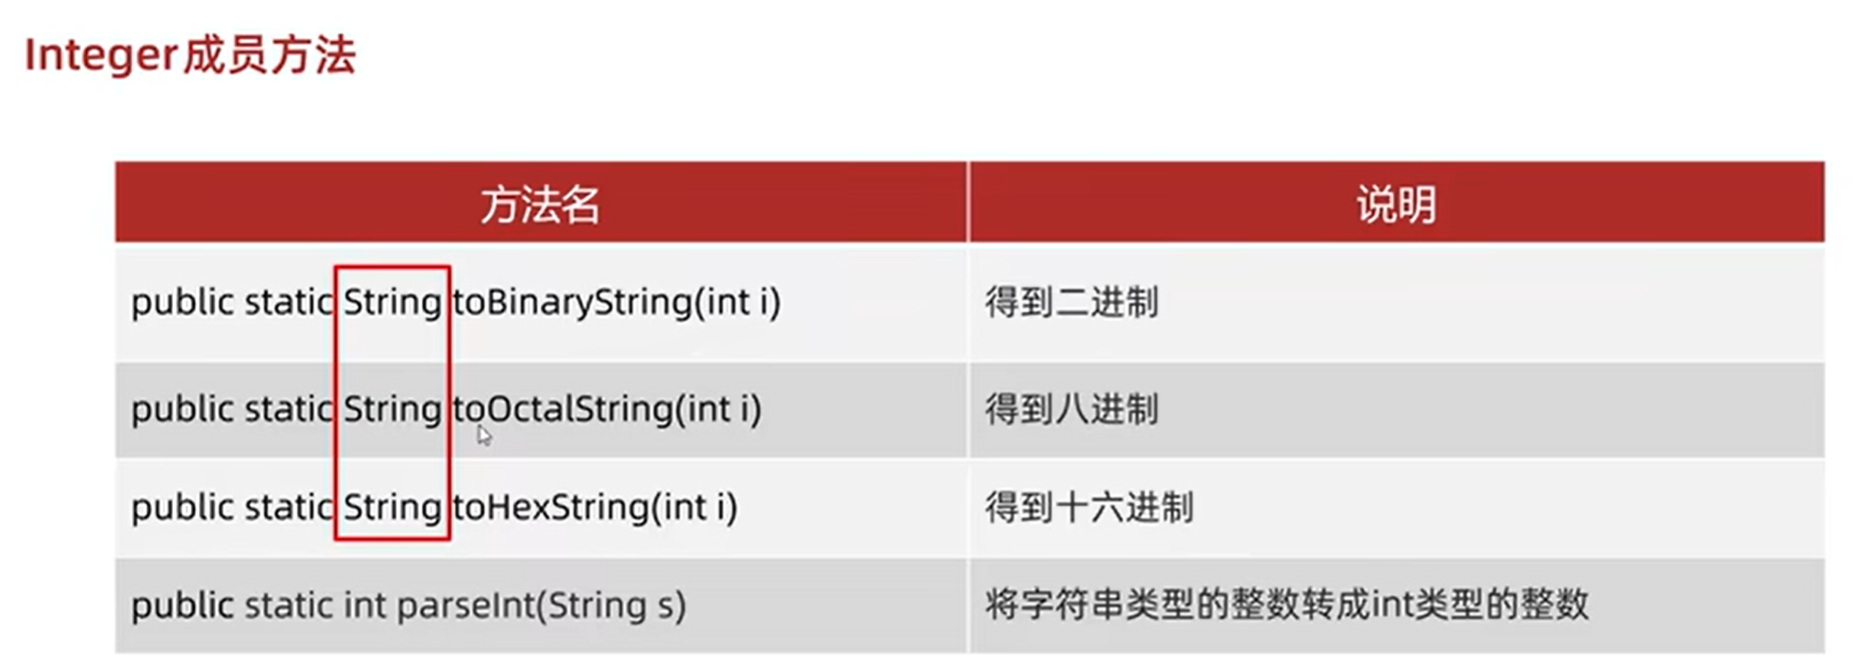 Integer成员方法
方法名 说明
public static String toBinaryString(int i) 得到二进制
public static String toOctalString(int i) 得到八进制
public static String toHexString(int i) 得到十六进制
public static int parseInt(String s) 将字符串类型的整数转成int类型的整数